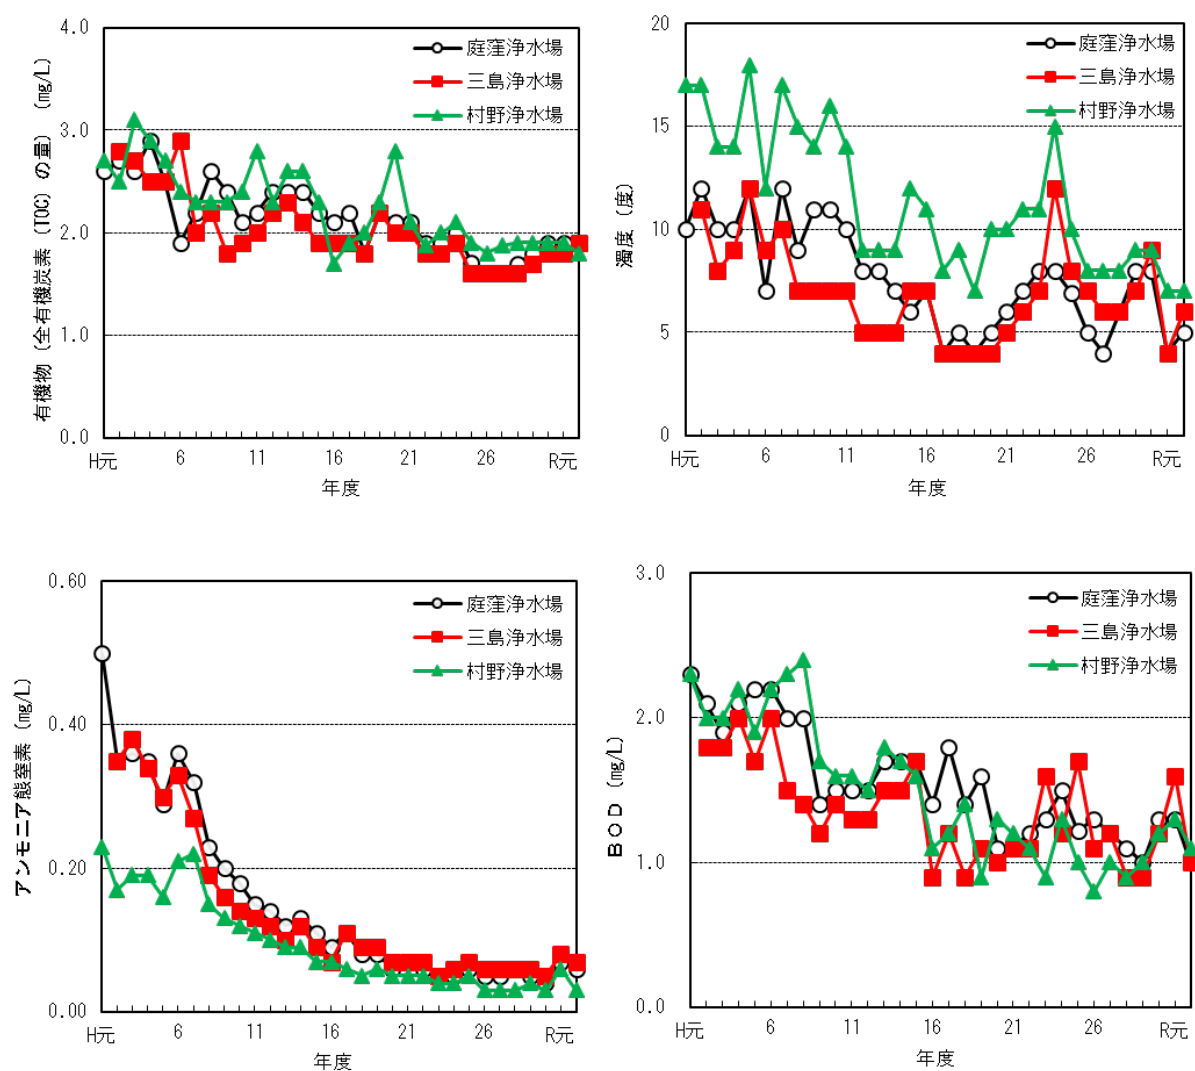 有機物（全有機炭素（TOC）の量）（mg/L）
4.0
3.0
2.0
1.0
0.0
庭窪浄水場
三島浄水場
村野浄水場
H元 6 11 16 21 26 R元
年度
濁度（度）
20
15
10
5
0
庭窪浄水場
三島浄水場
村野浄水場
H元 6 11 16 21 26 R元
年度
アンモニア態窒素（mg/L）
0.60
0.40
0.20
0.00
庭窪浄水場
三島浄水場
村野浄水場
H元 6 11 16 21 26 R元
年度
ＢＯＤ（mg/L）
3.0
2.0
1.0
0.0
庭窪浄水場
三島浄水場
村野浄水場
H元 6 11 16 21 26 R元
年度